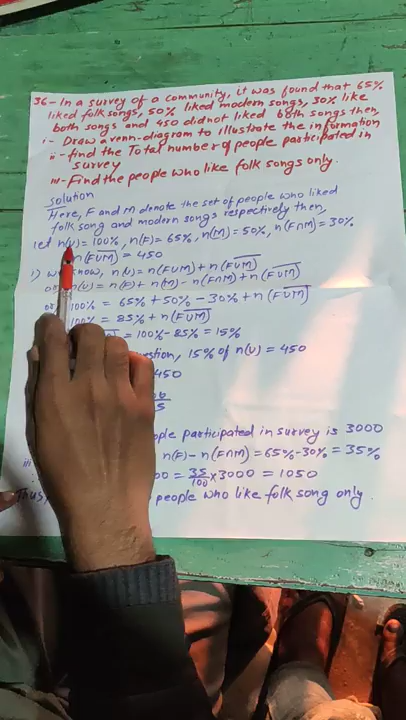 36 - In a survey of a community, it was found that 65%
liked folk songs, 50% liked modern songs, 30% like
both songs and 450 did not liked both songs then,
i- Draw a venn-diagram to illustrate the information
ii- find the Total number of people participated in
survey
iii- Find the people who like folk songs only.
Solution
Here, F and M denote the set of people who liked
folk song and modern songs respectively then,
let n(U) = 100%, n(F) = 65%, n(M) = 50%, n(F∩M) = 30%
n(F̅U̅M̅) = 450
i) know, n(U) = n(FUM) + n(F̅U̅M̅)
or n(U) = n(F) + n(M) - n(F∩M) + n(F̅U̅M̅)
or 100% = 65% + 50% - 30% + n(F̅U̅M̅)
100% = 85% + n(F̅U̅M̅)
= 100% - 85% = 15%
15% of n(U) = 450
450
participated in survey is 3000
iii n(F) - n(F∩M) = 65% - 30% = 35%
= 35/100 × 3000 = 1050
Thus, people who like folk song only.